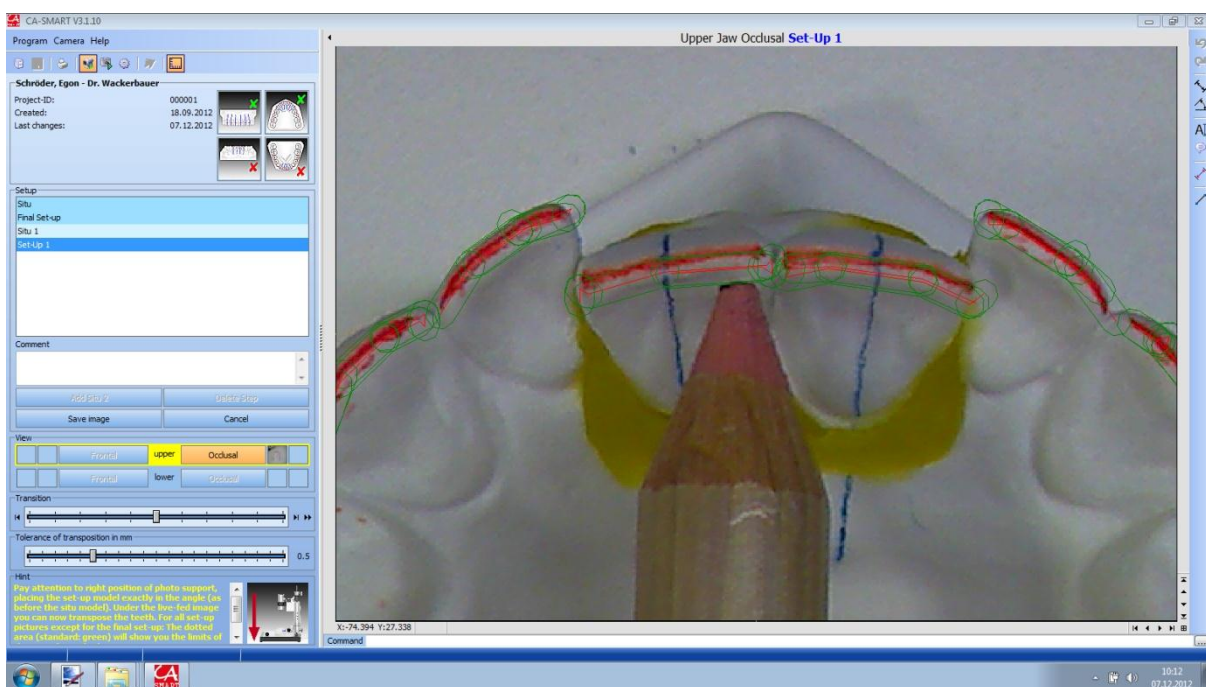 CA-SMART V3.1.10
Program Camera Help
Schröder, Egon - Dr. Wackerbauer
Project-ID: 000001
Created: 18.09.2012
Last changes: 07.12.2012
Setup
Situ
Final Set-up
Situ 1
Set-Up 1
Comment
Add Situ 2 Delete Step
Save image Cancel
View
Frontal upper Occlusal
Frontal lower Occlusal
Transition
Tolerance of transposition in mm
0.5
Hint
Pay attention to right position of photo support,
placing the set-up model exactly in the angle (as
before the situ model). Under the live-fed image
you can now transpose the teeth. For all set-up
pictures except for the final set-up: The dotted
area (standard: green) will show you the limits of
Upper Jaw Occlusal Set-Up 1
X:-74.394 Y:27.338
Command
CA
SMART
10:12
07.12.2012